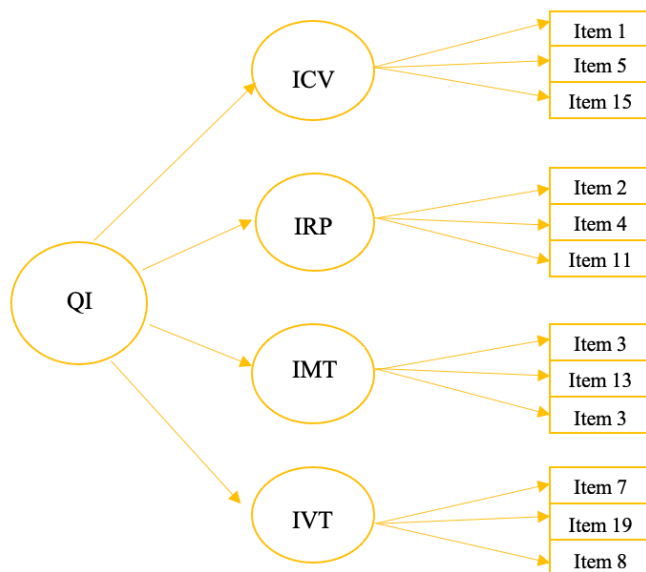 QI
ICV
Item 1
Item 5
Item 15
IRP
Item 2
Item 4
Item 11
IMT
Item 3
Item 13
Item 3
IVT
Item 7
Item 19
Item 8